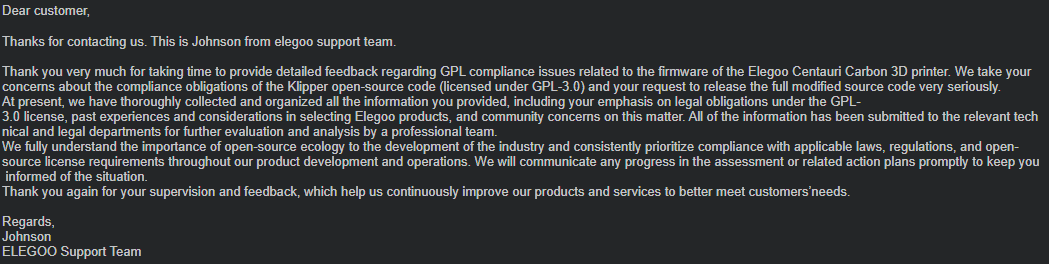 Dear customer,
Thanks for contacting us. This is Johnson from elegoo support team.
Thank you very much for taking time to provide detailed feedback regarding GPL compliance issues related to the firmware of the Elegoo Centauri Carbon 3D printer. We take your
concerns about the compliance obligations of the Klipper open-source code (licensed under GPL-3.0) and your request to release the full modified source code very seriously.
At present, we have thoroughly collected and organized all the information you provided, including your emphasis on legal obligations under the GPL-
3.0 license, past experiences and considerations in selecting Elegoo products, and community concerns on this matter. All of the information has been submitted to the relevant tech
nical and legal departments for further evaluation and analysis by a professional team.
We fully understand the importance of open-source ecology to the development of the industry and consistently prioritize compliance with applicable laws, regulations, and open-
source license requirements throughout our product development and operations. We will communicate any progress in the assessment or related action plans promptly to keep you
informed of the situation.
Thank you again for your supervision and feedback, which help us continuously improve our products and services to better meet customers’needs.
Regards,
Johnson
ELEGOO Support Team